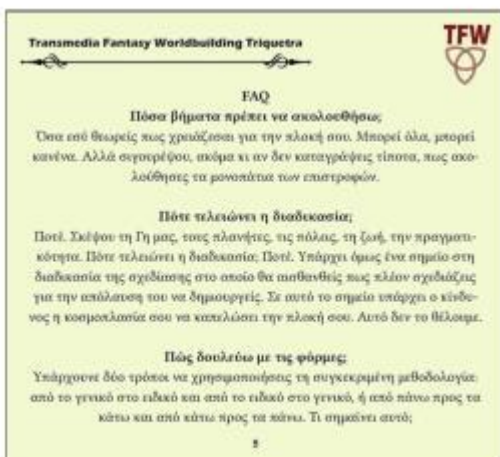 Transmedia Fantasy Worldbuilding Triquetra
TFW
FAQ
Πόσα βήματα πρέπει να ακολουθήσω;
Όσα εσύ θεωρείς πως χρειάζεσαι για την πλοκή σου. Μπορεί όλα, μπορεί
κανένα. Αλλά σιγουρέψου, ακόμα κι αν δεν καταγράψεις τίποτα, πως ακο-
λούθησες τα μονοπάτια των επιστροφών.
Πότε τελειώνει η διαδικασία;
Ποτέ. Σκέψου τη Γη μας, τους πλανήτες, τις πόλεις, τη ζωή, την πραγματι-
κότητα. Πότε τελειώνει η διαδικασία; Ποτέ. Υπάρχει όμως ένα σημείο στη
διαδικασία της σχεδίασης στο οποίο θα αισθανθείς πως πλέον σχεδιάζεις
για την απόλαυση του να δημιουργείς. Σε αυτό το σημείο υπάρχει ο κίνδυ-
νος η κοσμοπλασία σου να καπελώσει την πλοκή σου. Αυτό δεν το θέλουμε.
Πώς δουλεύω με τις φόρμες;
Υπάρχουνε δύο τρόποι να χρησιμοποιήσεις τη συγκεκριμένη μεθοδολογία:
από το γενικό στο ειδικό και από το ειδικό στο γενικό, ή από πάνω προς τα
κάτω και από κάτω προς τα πάνω. Τι σημαίνει αυτό;